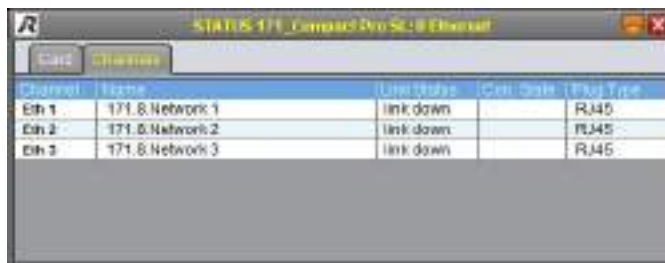 R
STATUS 171_Compact Pro SL: 8 Ethernet
Card Channels
Channel Name Link Status Con. State Plug Type
Eth 1 171.8.Network 1 link down RJ45
Eth 2 171.8.Network 2 link down RJ45
Eth 3 171.8.Network 3 link down RJ45